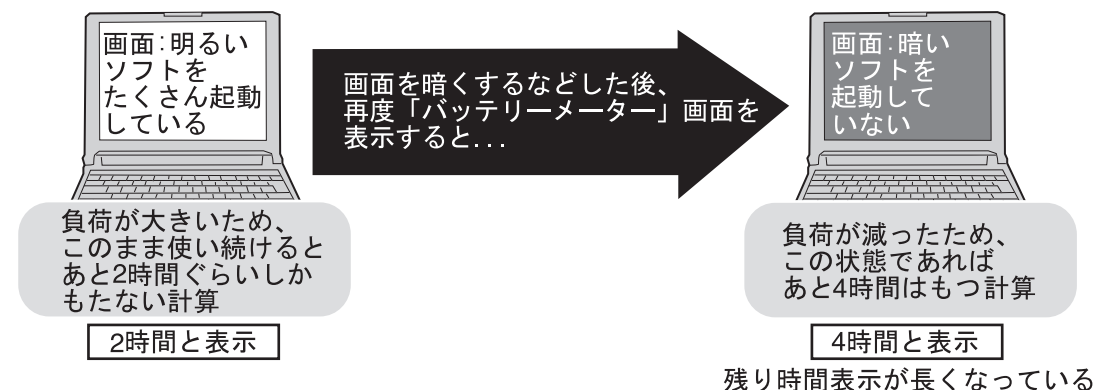 画面：明るい
ソフトを
たくさん起動
している
画面を暗くするなどした後、
再度「バッテリーメーター」画面を
表示すると...
画面：暗い
ソフトを
起動して
いない
負荷が大きいため、
このまま使い続けると
あと2時間ぐらいしか
もたない計算
2時間と表示
負荷が減ったため、
この状態であれば
あと4時間はもつ計算
4時間と表示
残り時間表示が長くなっている